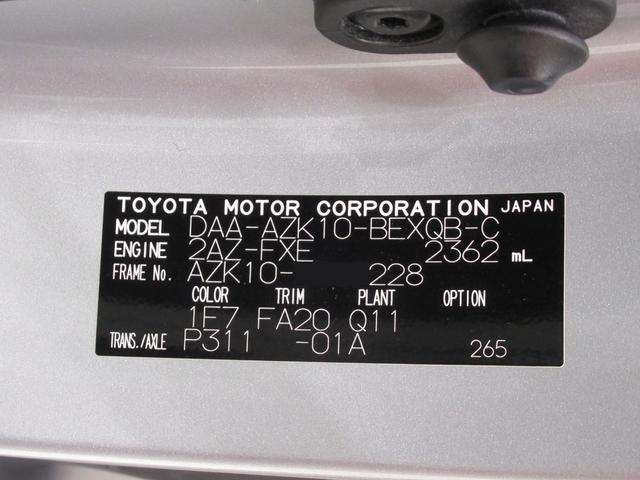 TOYOTA MOTOR CORPORATION JAPAN
MODEL DAA-AZK10-BEXQB-C
ENGINE 2AZ-FXE 2362 mL
FRAME No. AZK10- 228
COLOR TRIM PLANT OPTION
1F7 FA20 Q11
TRANS./AXLE P311 -01A 265